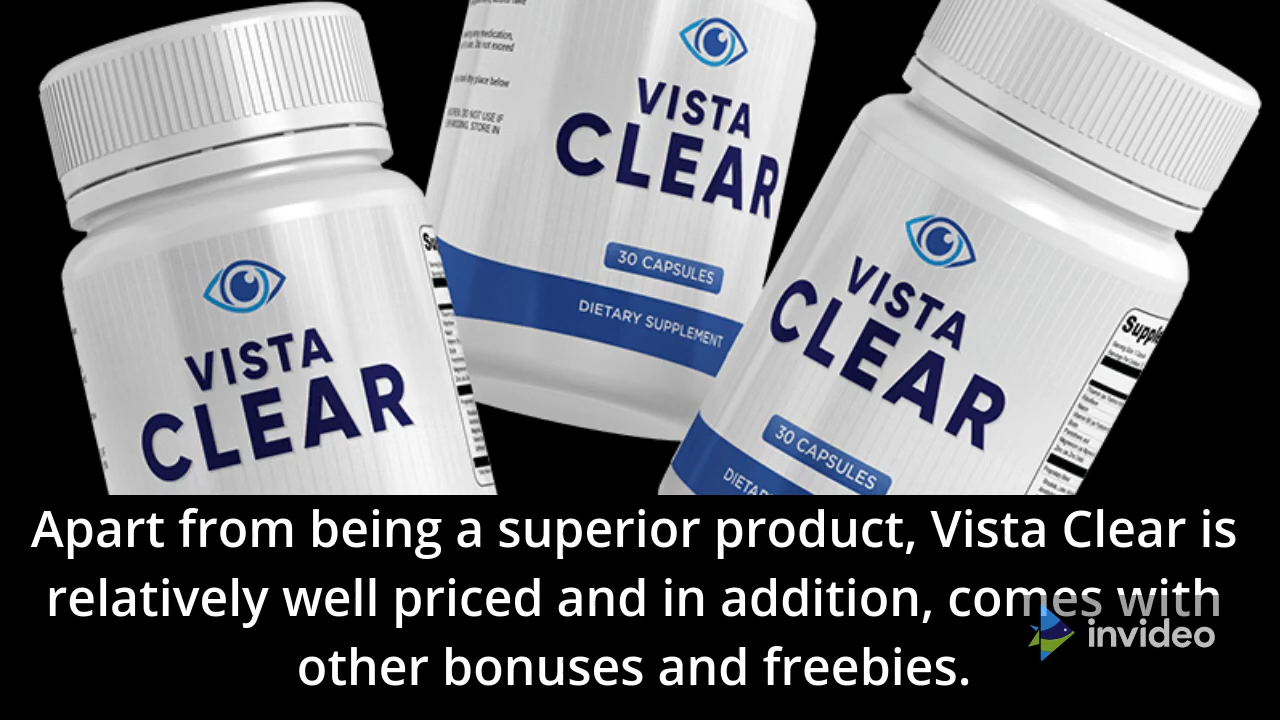 VISTA
CLEAR
VISTA
CLEAR
30 CAPSULES
DIETARY SUPPLEMENT
VISTA
CLEAR
30 CAPSULES
Apart from being a superior product, Vista Clear is
relatively well priced and in addition, comes with
other bonuses and freebies.
invideo